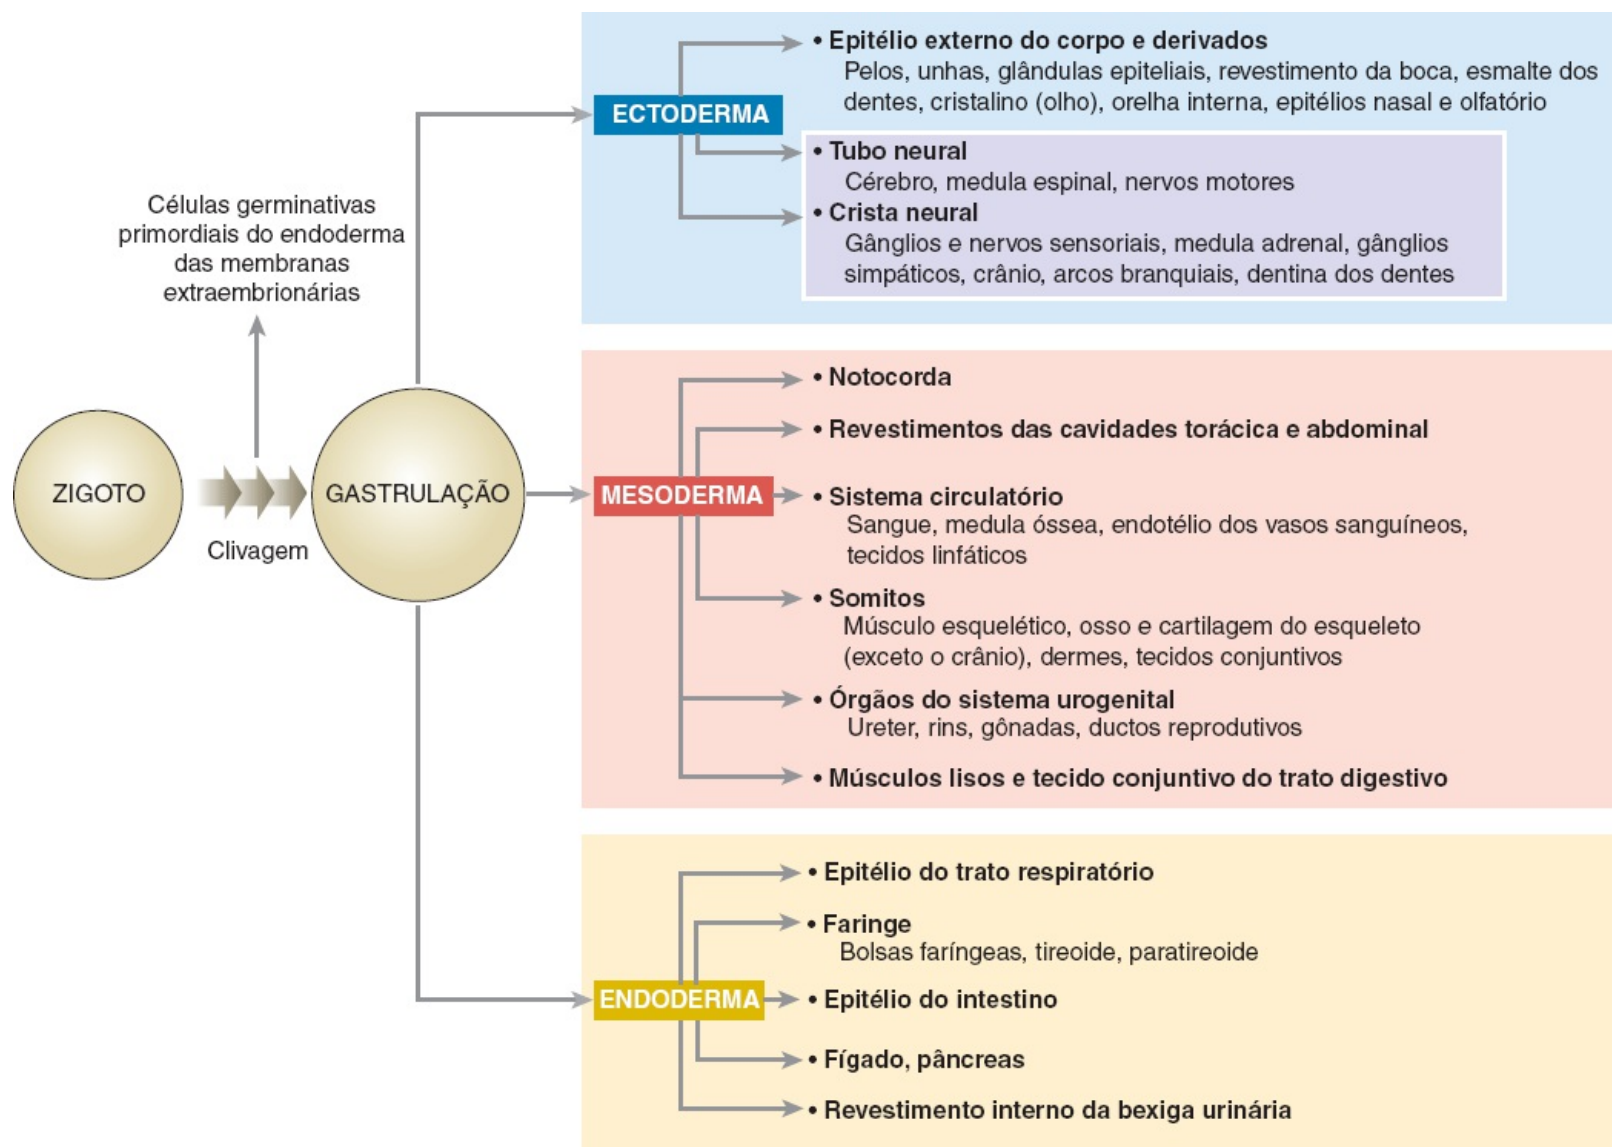 Células germinativas
primordiais do endoderma
das membranas
extraembrionárias
ZIGOTO
Clivagem
GASTRULAÇÃO
ECTODERMA
• Epitélio externo do corpo e derivados
Pelos, unhas, glândulas epiteliais, revestimento da boca, esmalte dos
dentes, cristalino (olho), orelha interna, epitélios nasal e olfatório
• Tubo neural
Cérebro, medula espinal, nervos motores
• Crista neural
Gânglios e nervos sensoriais, medula adrenal, gânglios
simpáticos, crânio, arcos branquiais, dentina dos dentes
MESODERMA
• Notocorda
• Revestimentos das cavidades torácica e abdominal
• Sistema circulatório
Sangue, medula óssea, endotélio dos vasos sanguíneos,
tecidos linfáticos
• Somitos
Músculo esquelético, osso e cartilagem do esqueleto
(exceto o crânio), dermes, tecidos conjuntivos
• Órgãos do sistema urogenital
Ureter, rins, gônadas, ductos reprodutivos
• Músculos lisos e tecido conjuntivo do trato digestivo
ENDODERMA
• Epitélio do trato respiratório
• Faringe
Bolsas faríngeas, tireoide, paratireoide
• Epitélio do intestino
• Fígado, pâncreas
• Revestimento interno da bexiga urinária